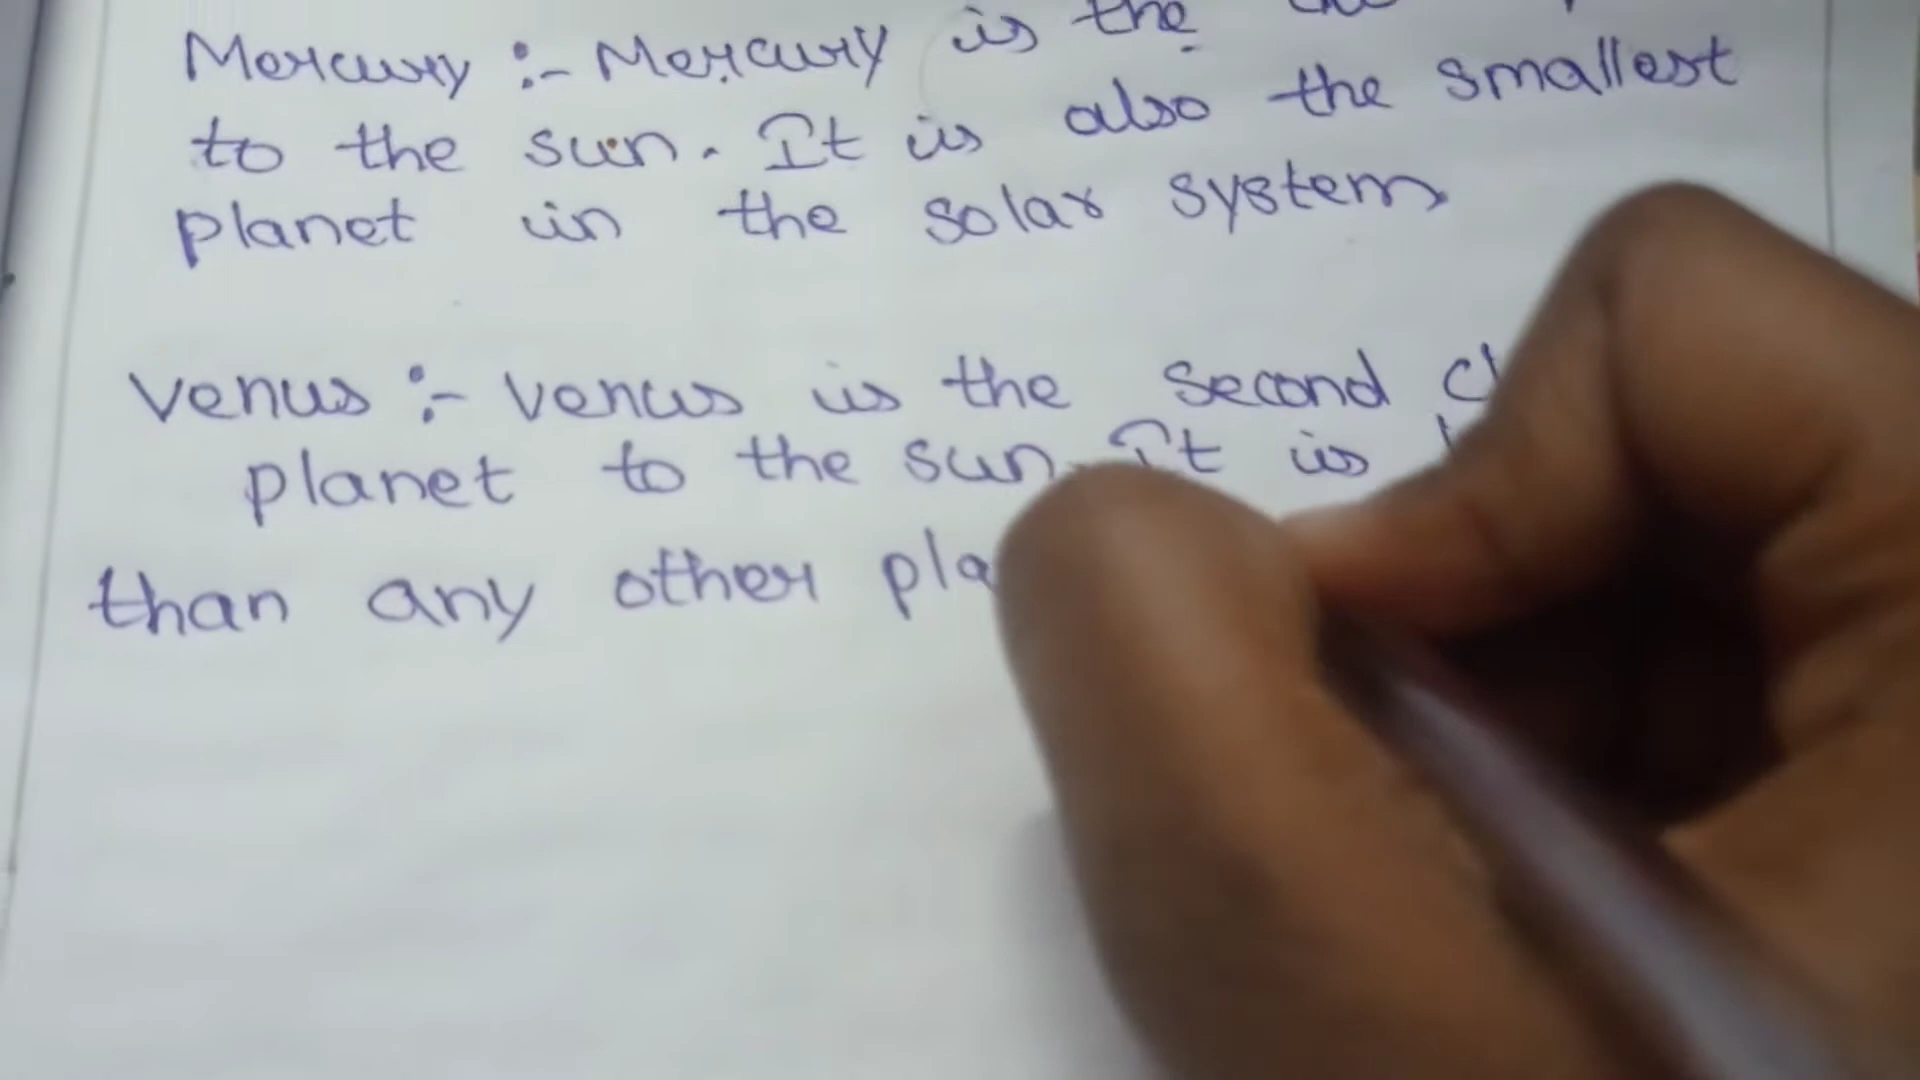 Mercury :- Mercury is the
to the sun. It is also the smallest
planet in the solar system
Venus :- Venus is the second
planet to the sun. It is
than any other